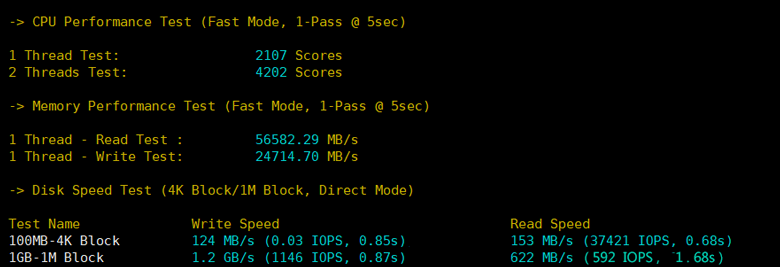 -> CPU Performance Test (Fast Mode, 1-Pass @ 5sec)
1 Thread Test: 2107 Scores
2 Threads Test: 4202 Scores
-> Memory Performance Test (Fast Mode, 1-Pass @ 5sec)
1 Thread - Read Test : 56582.29 MB/s
1 Thread - Write Test: 24714.70 MB/s
-> Disk Speed Test (4K Block/1M Block, Direct Mode)
Test Name Write Speed Read Speed
100MB-4K Block 124 MB/s (0.03 IOPS, 0.85s) 153 MB/s (37421 IOPS, 0.68s)
1GB-1M Block 1.2 GB/s (1146 IOPS, 0.87s) 622 MB/s (592 IOPS, 1.68s)